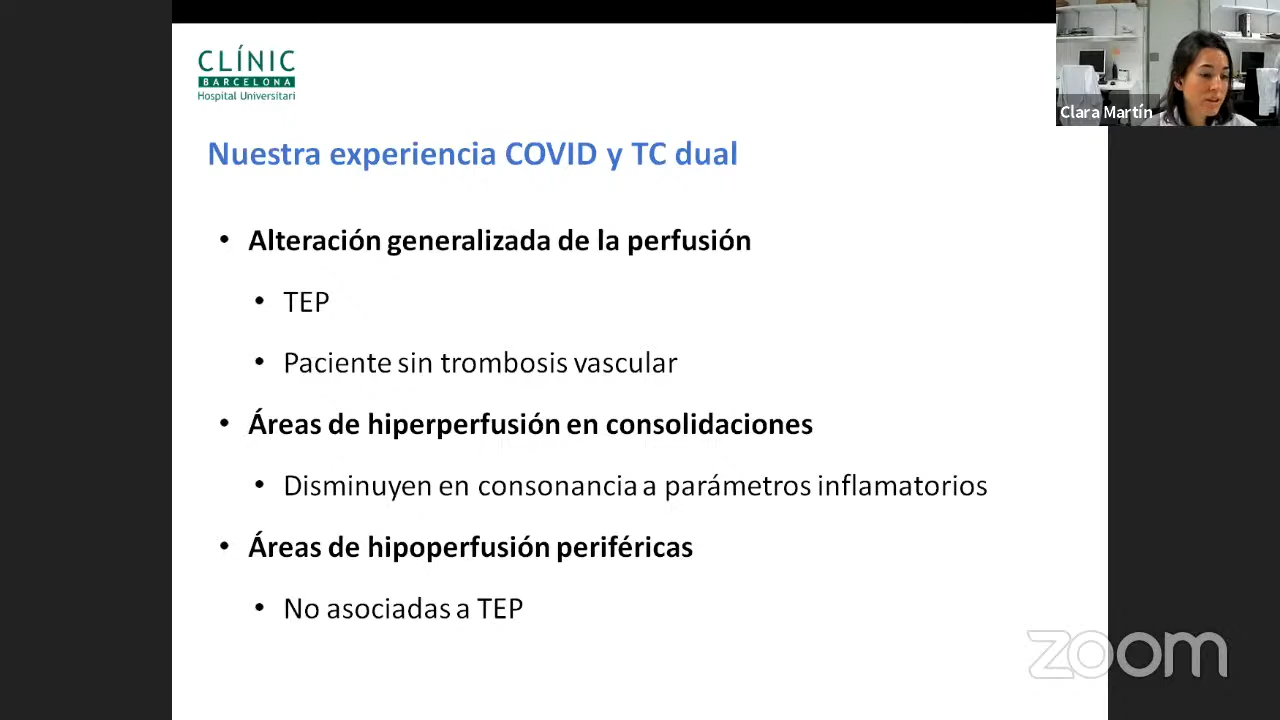 CLÍNIC
BARCELONA
Hospital Universitari
Clara Martín
Nuestra experiencia COVID y TC dual
• Alteración generalizada de la perfusión
• TEP
• Paciente sin trombosis vascular
• Áreas de hiperperfusión en consolidaciones
• Disminuyen en consonancia a parámetros inflamatorios
• Áreas de hipoperfusión periféricas
• No asociadas a TEP
zoom